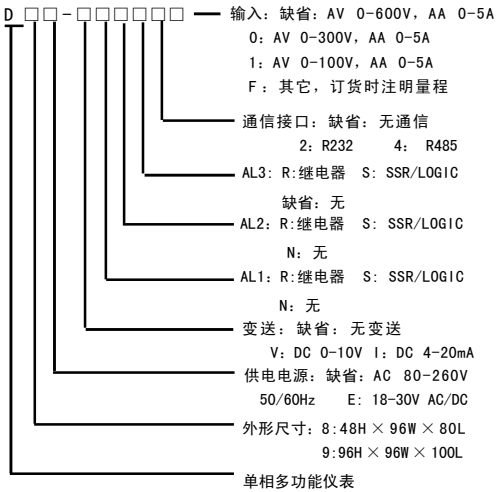 D □□-□□□□□□ 输入: 缺省: AV 0-600V, AA 0-5A
0: AV 0-300V, AA 0-5A
1: AV 0-100V, AA 0-5A
F: 其它, 订货时注明量程
通信接口: 缺省: 无通信
2: R232 4: R485
AL3: R:继电器 S: SSR/LOGIC
缺省: 无
AL2: R:继电器 S: SSR/LOGIC
N: 无
AL1: R:继电器 S: SSR/LOGIC
N: 无
变送: 缺省: 无变送
V: DC 0-10V I: DC 4-20mA
供电电源: 缺省: AC 80-260V
50/60Hz E: 18-30V AC/DC
外形尺寸: 8:48H × 96W × 80L
9:96H × 96W × 100L
单相多功能仪表